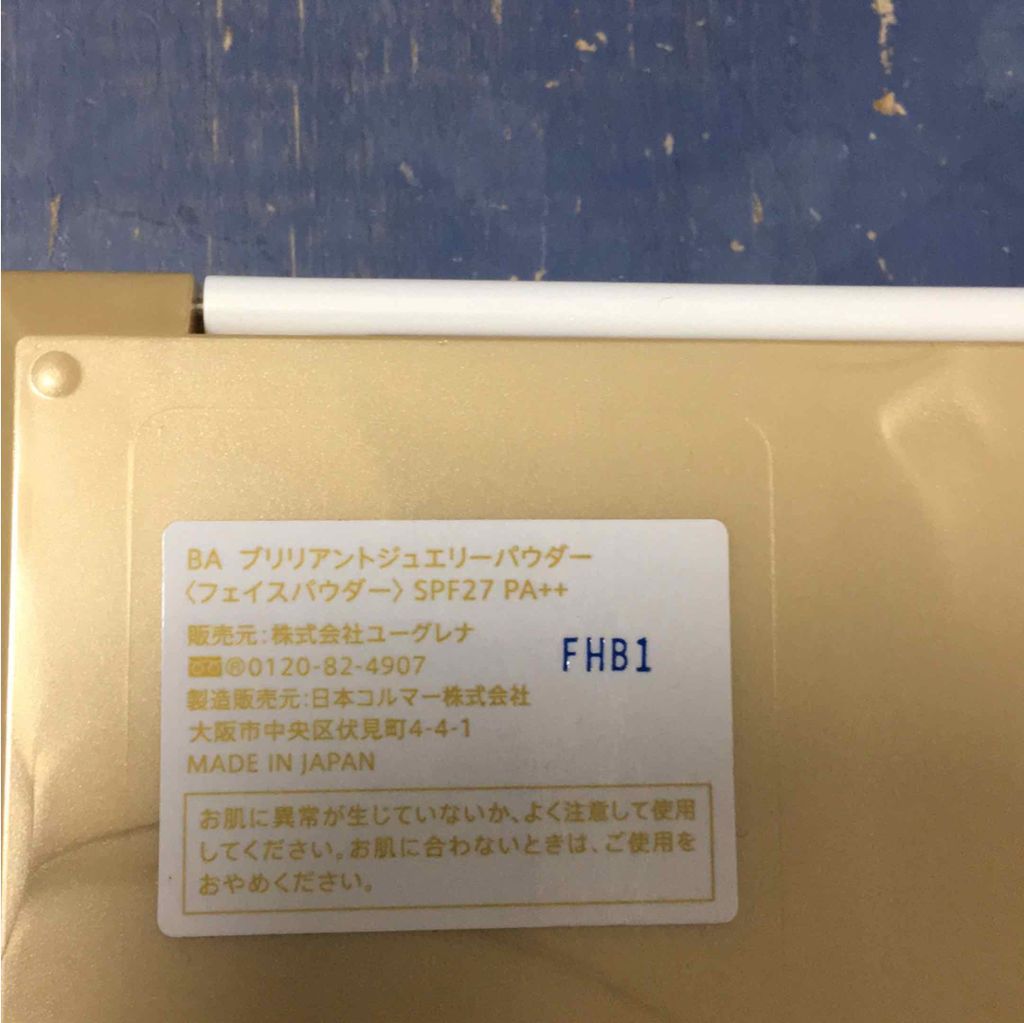 BA ブリリアントジュエリーパウダー
〈フェイスパウダー〉 SPF27 PA++
販売元:株式会社ユーグレナ
®0120-82-4907
FHB1
製造販売元:日本コルマー株式会社
大阪市中央区伏見町4-4-1
MADE IN JAPAN
お肌に異常が生じていないか、よく注意して使用
してください。お肌に合わないときは、ご使用を
おやめください。